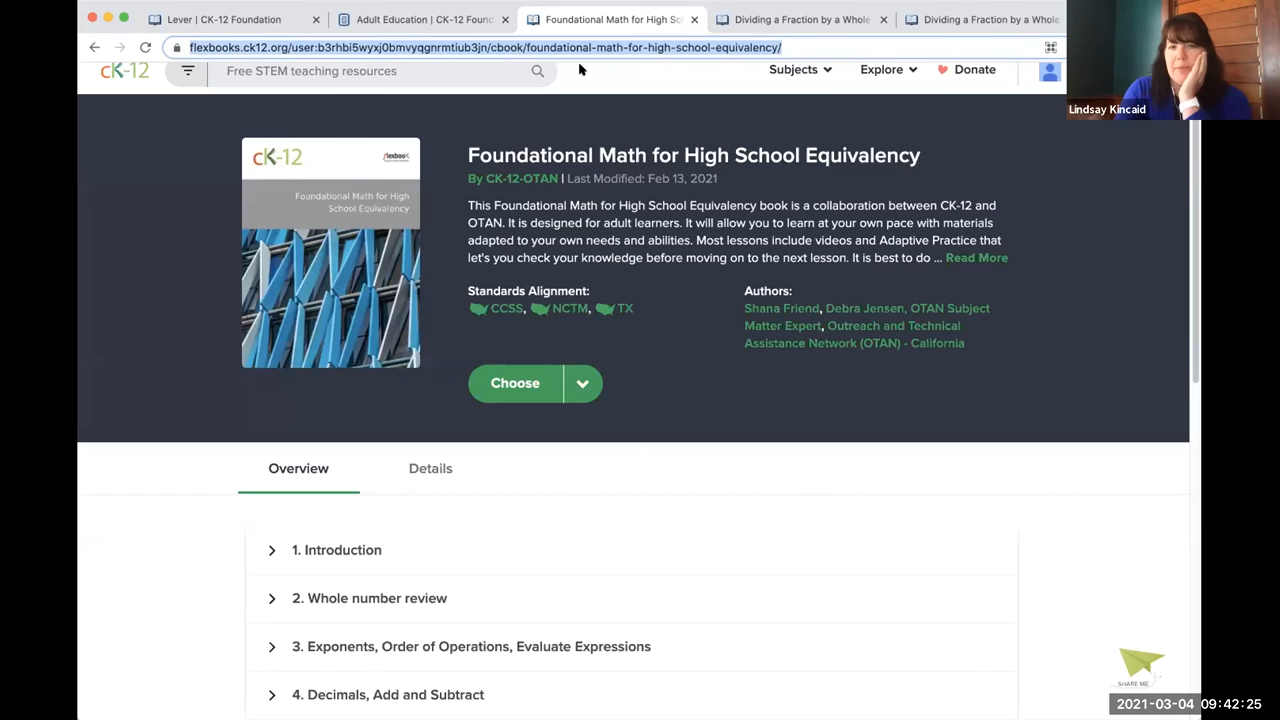 Lever | CK-12 Foundation
Adult Education | CK-12 Found
Foundational Math for High Sc
Dividing a Fraction by a Whole
Dividing a Fraction by a Whole
flexbooks.ck12.org/user:b3rhbi5wyxj0bmvyqgnrmtiub3jn/cbook/foundational-math-for-high-school-equivalency/
Lindsay Kincaid
cK-12
Free STEM teaching resources
Subjects
Explore
Donate
cK-12
flexbook
Foundational Math for High
School Equivalency
Foundational Math for High School Equivalency
By CK-12-OTAN | Last Modified: Feb 13, 2021
This Foundational Math for High School Equivalency book is a collaboration between CK-12 and
OTAN. It is designed for adult learners. It will allow you to learn at your own pace with materials
adapted to your own needs and abilities. Most lessons include videos and Adaptive Practice that
let's you check your knowledge before moving on to the next lesson. It is best to do ... Read More
Standards Alignment:
CCSS, NCTM, TX
Authors:
Shana Friend, Debra Jensen, OTAN Subject
Matter Expert, Outreach and Technical
Assistance Network (OTAN) - California
Choose
Overview
Details
1. Introduction
2. Whole number review
3. Exponents, Order of Operations, Evaluate Expressions
4. Decimals, Add and Subtract
SHARE ME
2021-03-04 09:42:25